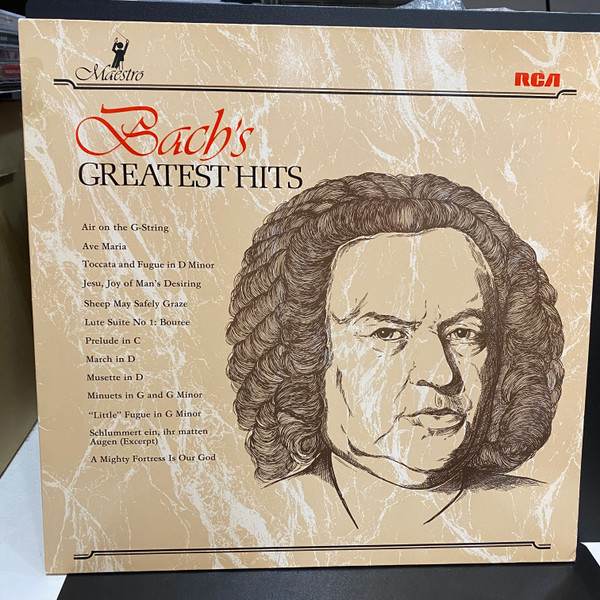 Maestro
RCA
Bach's
GREATEST HITS
Air on the G-String
Ave Maria
Toccata and Fugue in D Minor
Jesu, Joy of Man's Desiring
Sheep May Safely Graze
Lute Suite No 1: Bouree
Prelude in C
March in D
Musette in D
Minuets in G and G Minor
"Little" Fugue in G Minor
Schlummert ein, ihr matten
Augen (Excerpt)
A Mighty Fortress Is Our God